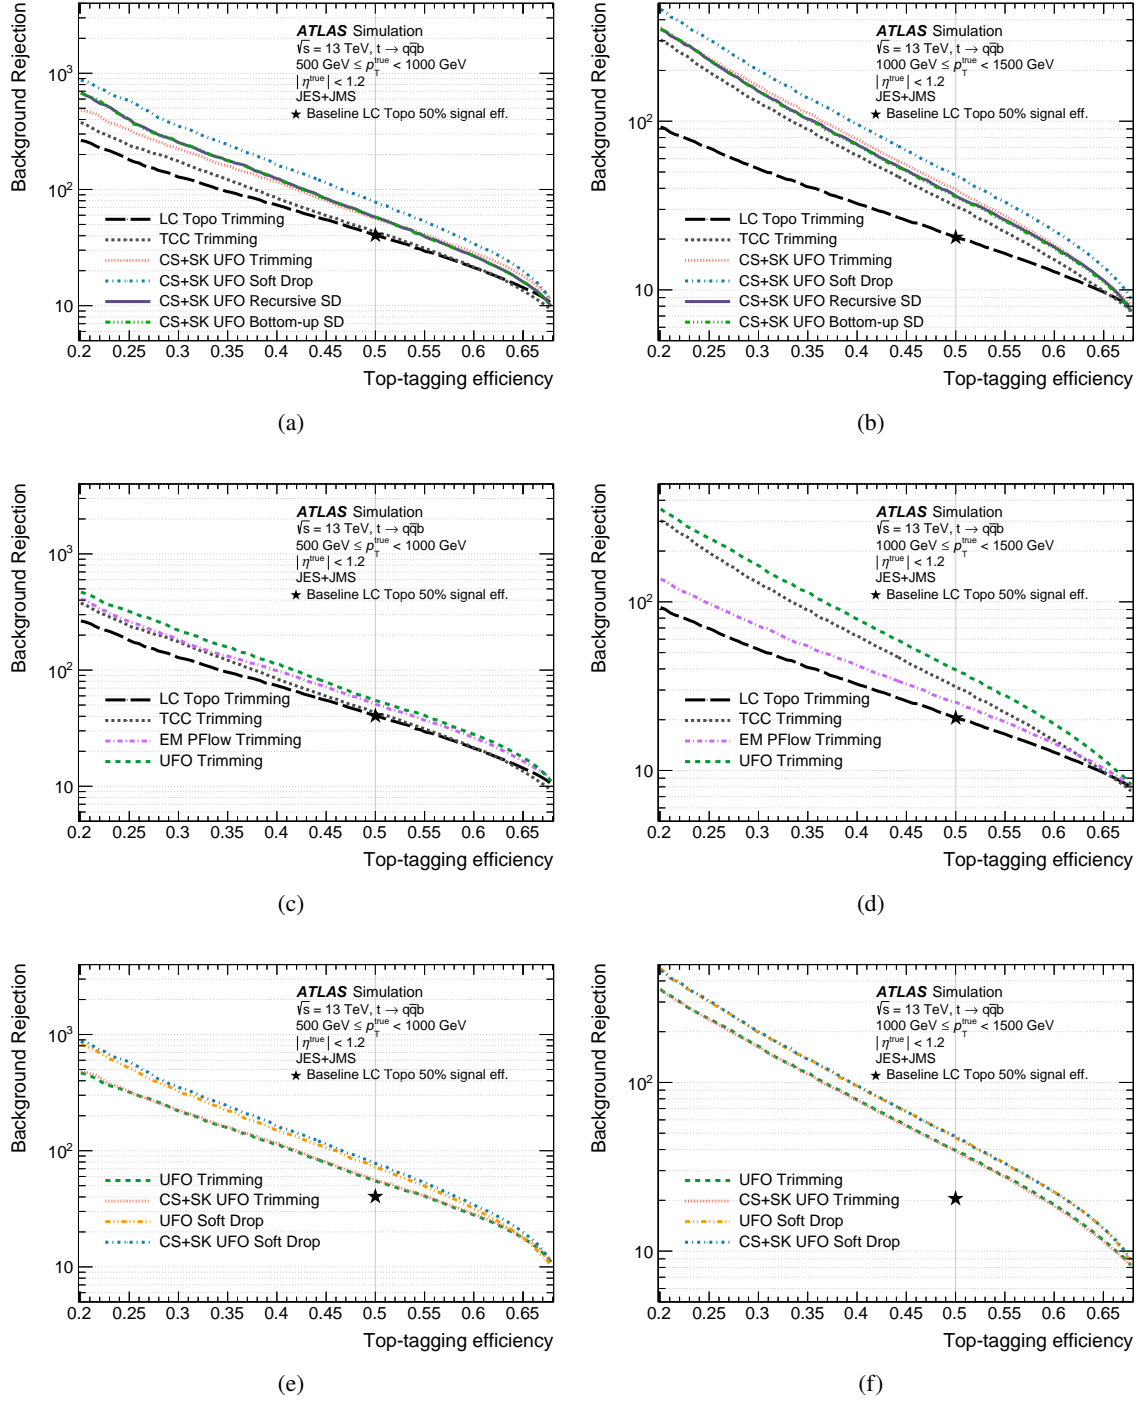 Background Rejection
ATLAS Simulation
√s = 13 TeV, t → qq̄b
500 GeV ≤ p_T^true < 1000 GeV
|η^true| < 1.2
JES+JMS
★ Baseline LC Topo 50% signal eff.
10³
10²
10
LC Topo Trimming
TCC Trimming
CS+SK UFO Trimming
CS+SK UFO Soft Drop
CS+SK UFO Recursive SD
CS+SK UFO Bottom-up SD
0.2 0.25 0.3 0.35 0.4 0.45 0.5 0.55 0.6 0.65
Top-tagging efficiency
(a)
Background Rejection
ATLAS Simulation
√s = 13 TeV, t → qq̄b
1000 GeV ≤ p_T^true < 1500 GeV
|η^true| < 1.2
JES+JMS
★ Baseline LC Topo 50% signal eff.
10²
10
LC Topo Trimming
TCC Trimming
CS+SK UFO Trimming
CS+SK UFO Soft Drop
CS+SK UFO Recursive SD
CS+SK UFO Bottom-up SD
0.2 0.25 0.3 0.35 0.4 0.45 0.5 0.55 0.6 0.65
Top-tagging efficiency
(b)
Background Rejection
ATLAS Simulation
√s = 13 TeV, t → qq̄b
500 GeV ≤ p_T^true < 1000 GeV
|η^true| < 1.2
JES+JMS
★ Baseline LC Topo 50% signal eff.
10³
10²
10
LC Topo Trimming
TCC Trimming
EM PFlow Trimming
UFO Trimming
0.2 0.25 0.3 0.35 0.4 0.45 0.5 0.55 0.6 0.65
Top-tagging efficiency
(c)
Background Rejection
ATLAS Simulation
√s = 13 TeV, t → qq̄b
1000 GeV ≤ p_T^true < 1500 GeV
|η^true| < 1.2
JES+JMS
★ Baseline LC Topo 50% signal eff.
10²
10
LC Topo Trimming
TCC Trimming
EM PFlow Trimming
UFO Trimming
0.2 0.25 0.3 0.35 0.4 0.45 0.5 0.55 0.6 0.65
Top-tagging efficiency
(d)
Background Rejection
ATLAS Simulation
√s = 13 TeV, t → qq̄b
500 GeV ≤ p_T^true < 1000 GeV
|η^true| < 1.2
JES+JMS
★ Baseline LC Topo 50% signal eff.
10³
10²
10
UFO Trimming
CS+SK UFO Trimming
UFO Soft Drop
CS+SK UFO Soft Drop
0.2 0.25 0.3 0.35 0.4 0.45 0.5 0.55 0.6 0.65
Top-tagging efficiency
(e)
Background Rejection
ATLAS Simulation
√s = 13 TeV, t → qq̄b
1000 GeV ≤ p_T^true < 1500 GeV
|η^true| < 1.2
JES+JMS
★ Baseline LC Topo 50% signal eff.
10²
10
UFO Trimming
CS+SK UFO Trimming
UFO Soft Drop
CS+SK UFO Soft Drop
0.2 0.25 0.3 0.35 0.4 0.45 0.5 0.55 0.6 0.65
Top-tagging efficiency
(f)